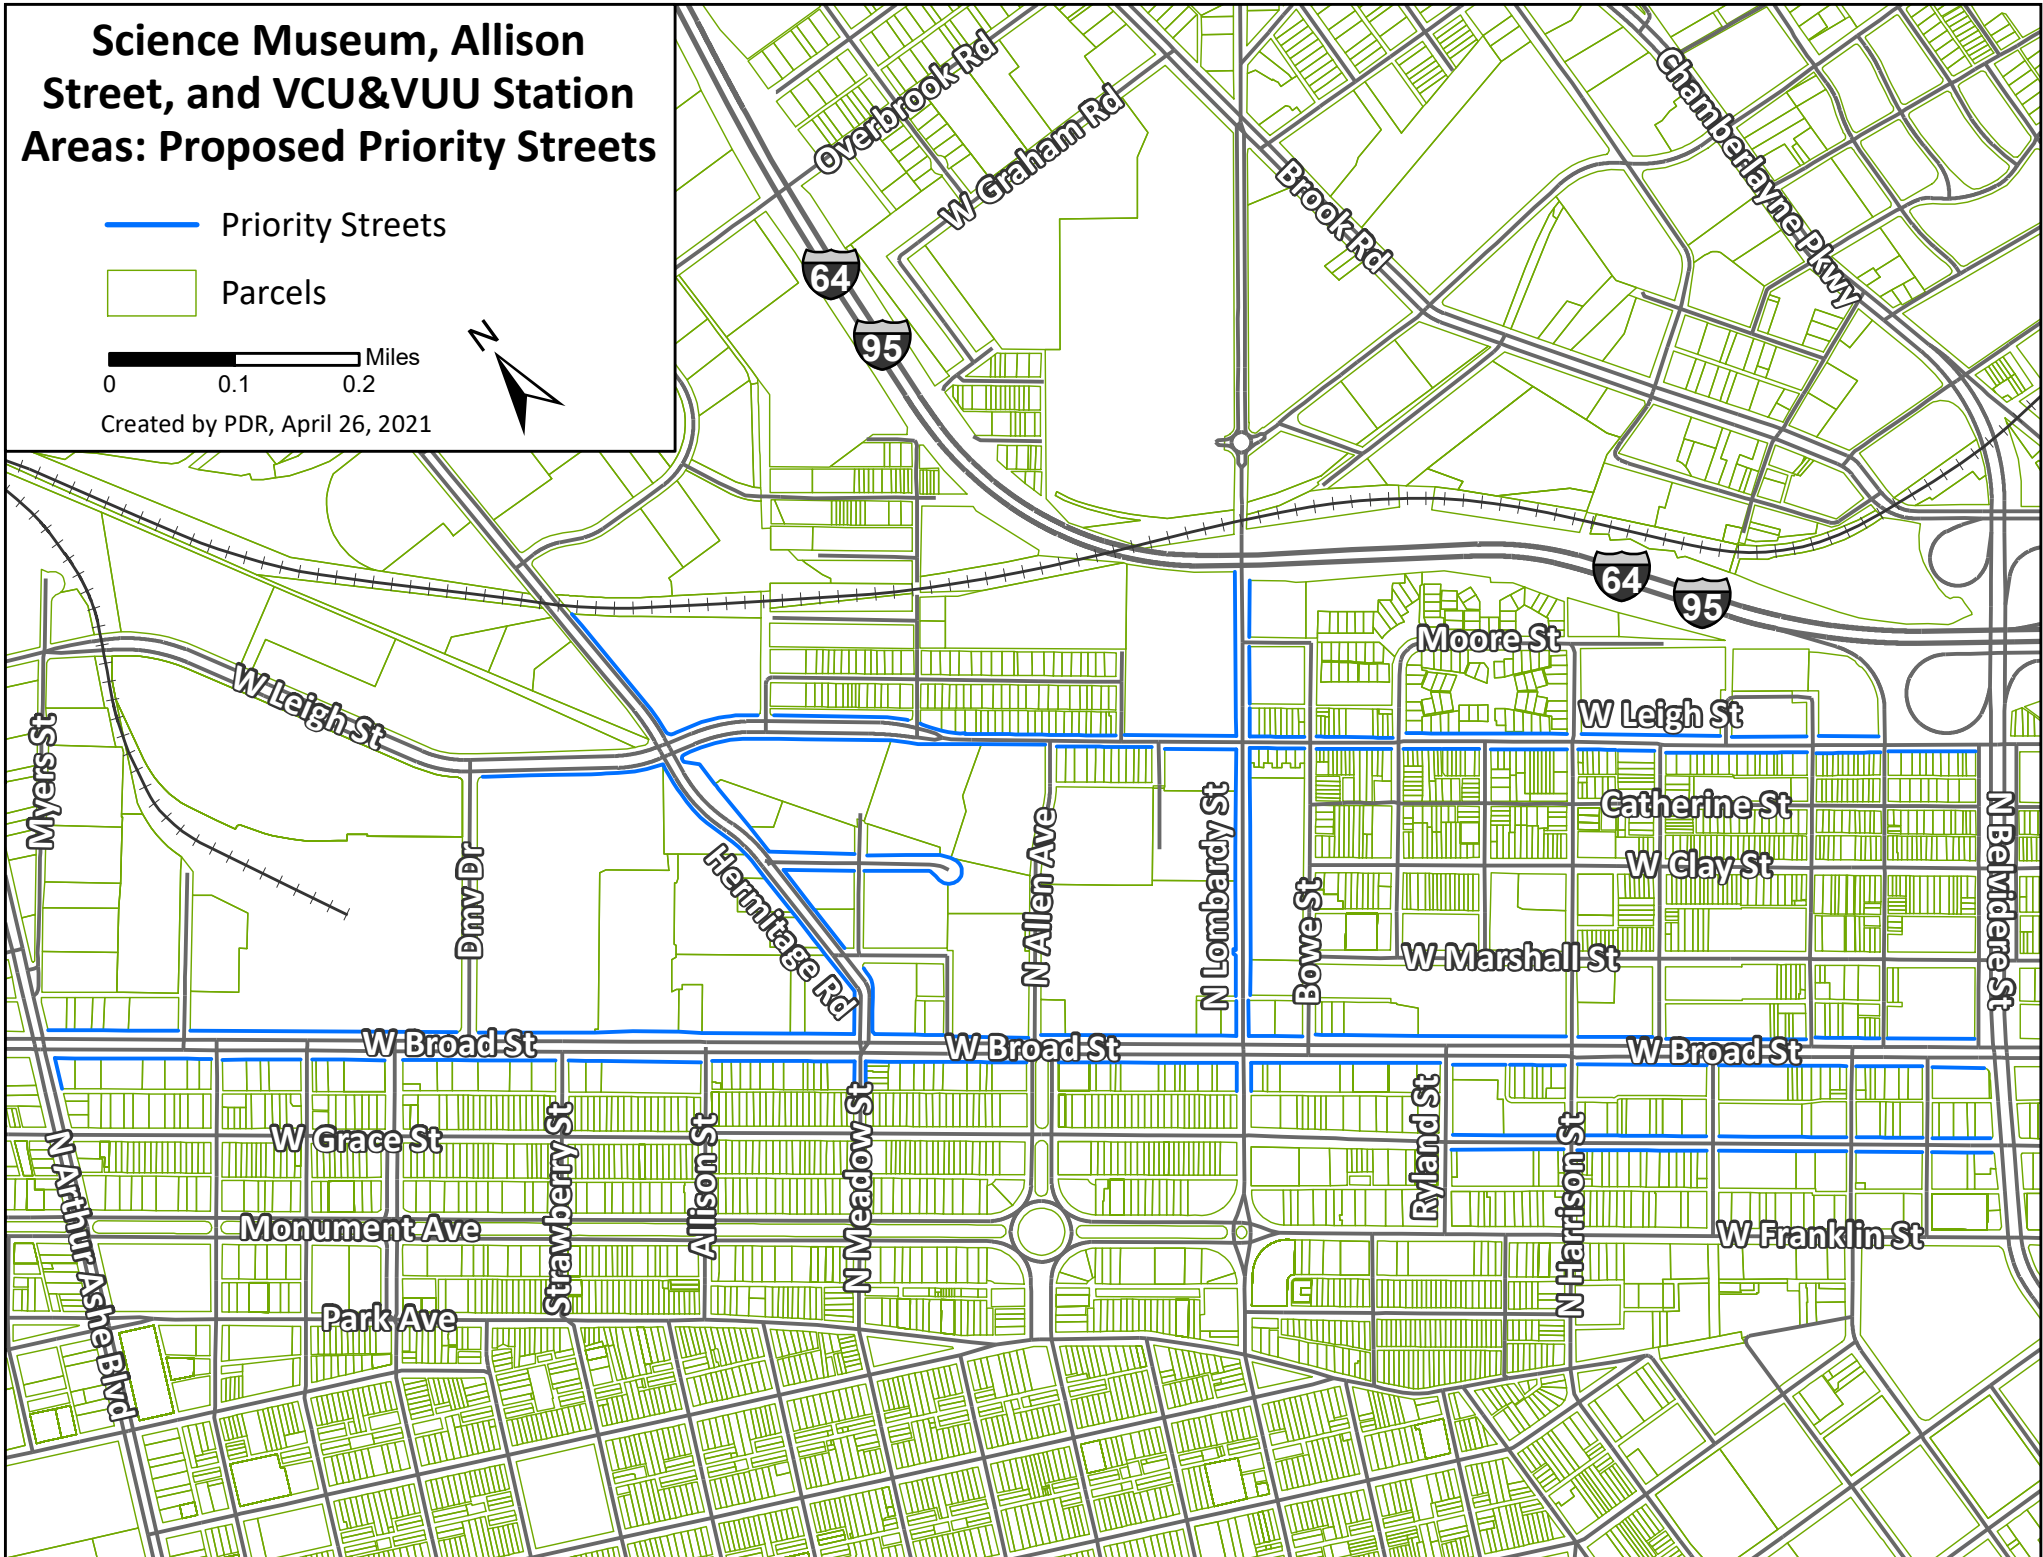 Science Museum, Allison
Street, and VCU&VUU Station
Areas: Proposed Priority Streets
Priority Streets
Parcels
N
Miles
0 0.1 0.2
Created by PDR, April 26, 2021
Overbrook Rd
W Graham Rd
Chamberlayne Pkwy
Brook Rd
64
95
64
95
Moore St
W Leigh St
W Leigh St
Myers St
Catherine St
W Clay St
N Belvidere St
Dmv Dr
Hermitage Rd
N Allen Ave
N Lombardy St
Bowe St
W Marshall St
W Broad St
W Broad St
W Broad St
N Arthur Ashe Blvd
W Grace St
Strawberry St
Allison St
N Meadow St
Ryland St
N Harrison St
Monument Ave
W Franklin St
Park Ave